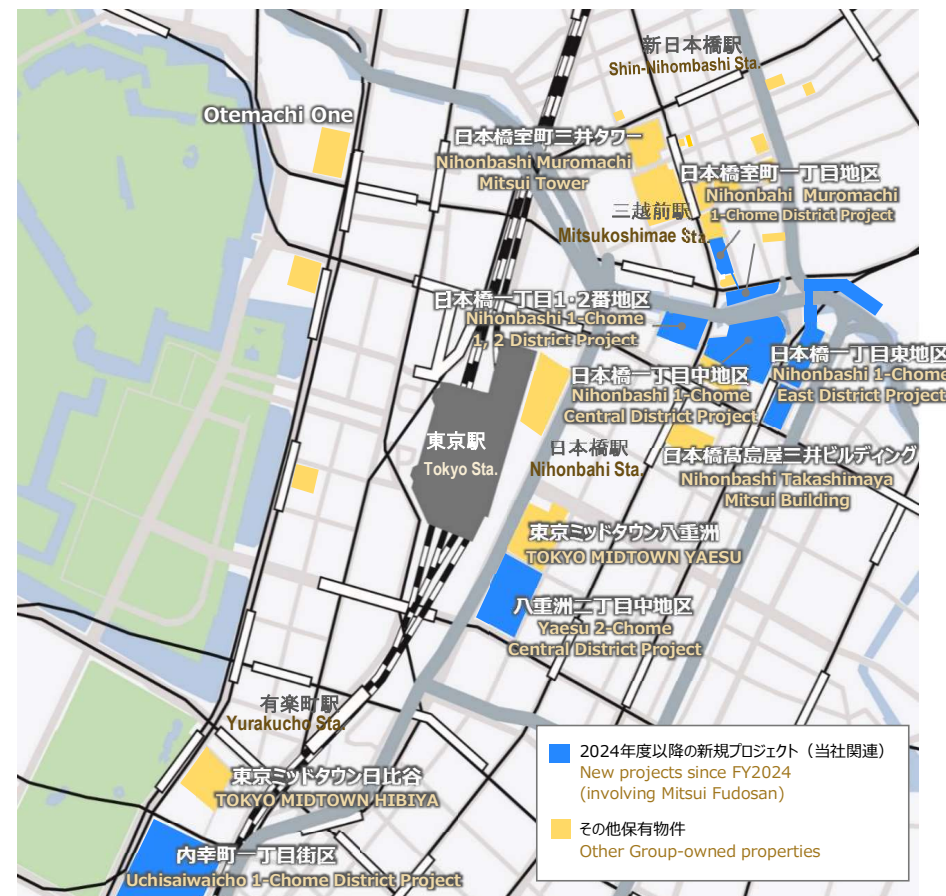 新日本橋駅
Shin-Nihombashi Sta.
Otemachi One
日本橋室町三井タワー
Nihonbashi Muromachi
Mitsui Tower
日本橋室町一丁目地区
Nihonbahi Muromachi
1-Chome District Project
三越前駅
Mitsukoshimae Sta.
日本橋一丁目1・2番地区
Nihonbashi 1-Chome
1, 2 District Project
日本橋一丁目東地区
Nihonbashi 1-Chome
East District Project
日本橋一丁目中地区
Nihonbashi 1-Chome
Central District Project
東京駅
Tokyo Sta.
日本橋駅
Nihonbahi Sta.
日本橋髙島屋三井ビルディング
Nihonbashi Takashimaya
Mitsui Building
東京ミッドタウン八重洲
TOKYO MIDTOWN YAESU
八重洲二丁目中地区
Yaesu 2-Chome
Central District Project
有楽町駅
Yurakucho Sta.
東京ミッドタウン日比谷
TOKYO MIDTOWN HIBIYA
内幸町一丁目街区
Uchisaiwaicho 1-Chome District Project
2024年度以降の新規プロジェクト（当社関連）
New projects since FY2024
(involving Mitsui Fudosan)
その他保有物件
Other Group-owned properties